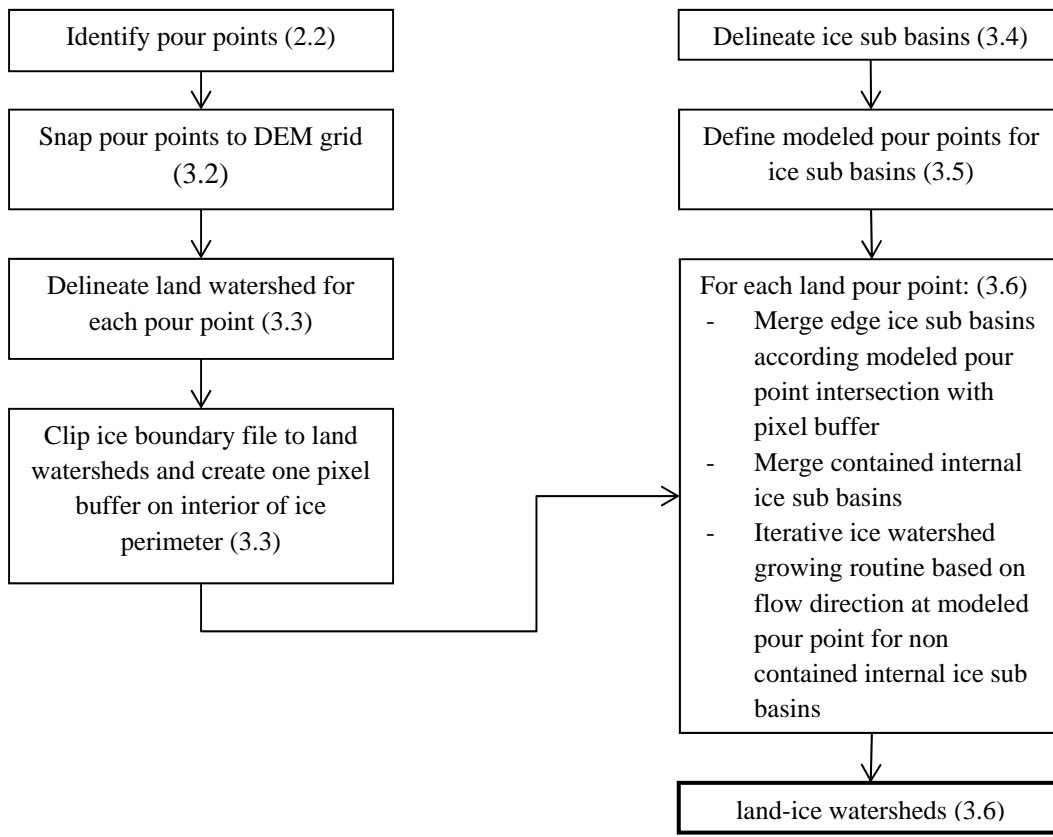 Identify pour points (2.2)
Snap pour points to DEM grid
(3.2)
Delineate land watershed for
each pour point (3.3)
Clip ice boundary file to land
watersheds and create one pixel
buffer on interior of ice
perimeter (3.3)
Delineate ice sub basins (3.4)
Define modeled pour points for
ice sub basins (3.5)
For each land pour point: (3.6)
- Merge edge ice sub basins
according modeled pour
point intersection with
pixel buffer
- Merge contained internal
ice sub basins
- Iterative ice watershed
growing routine based on
flow direction at modeled
pour point for non
contained internal ice sub
basins
land-ice watersheds (3.6)